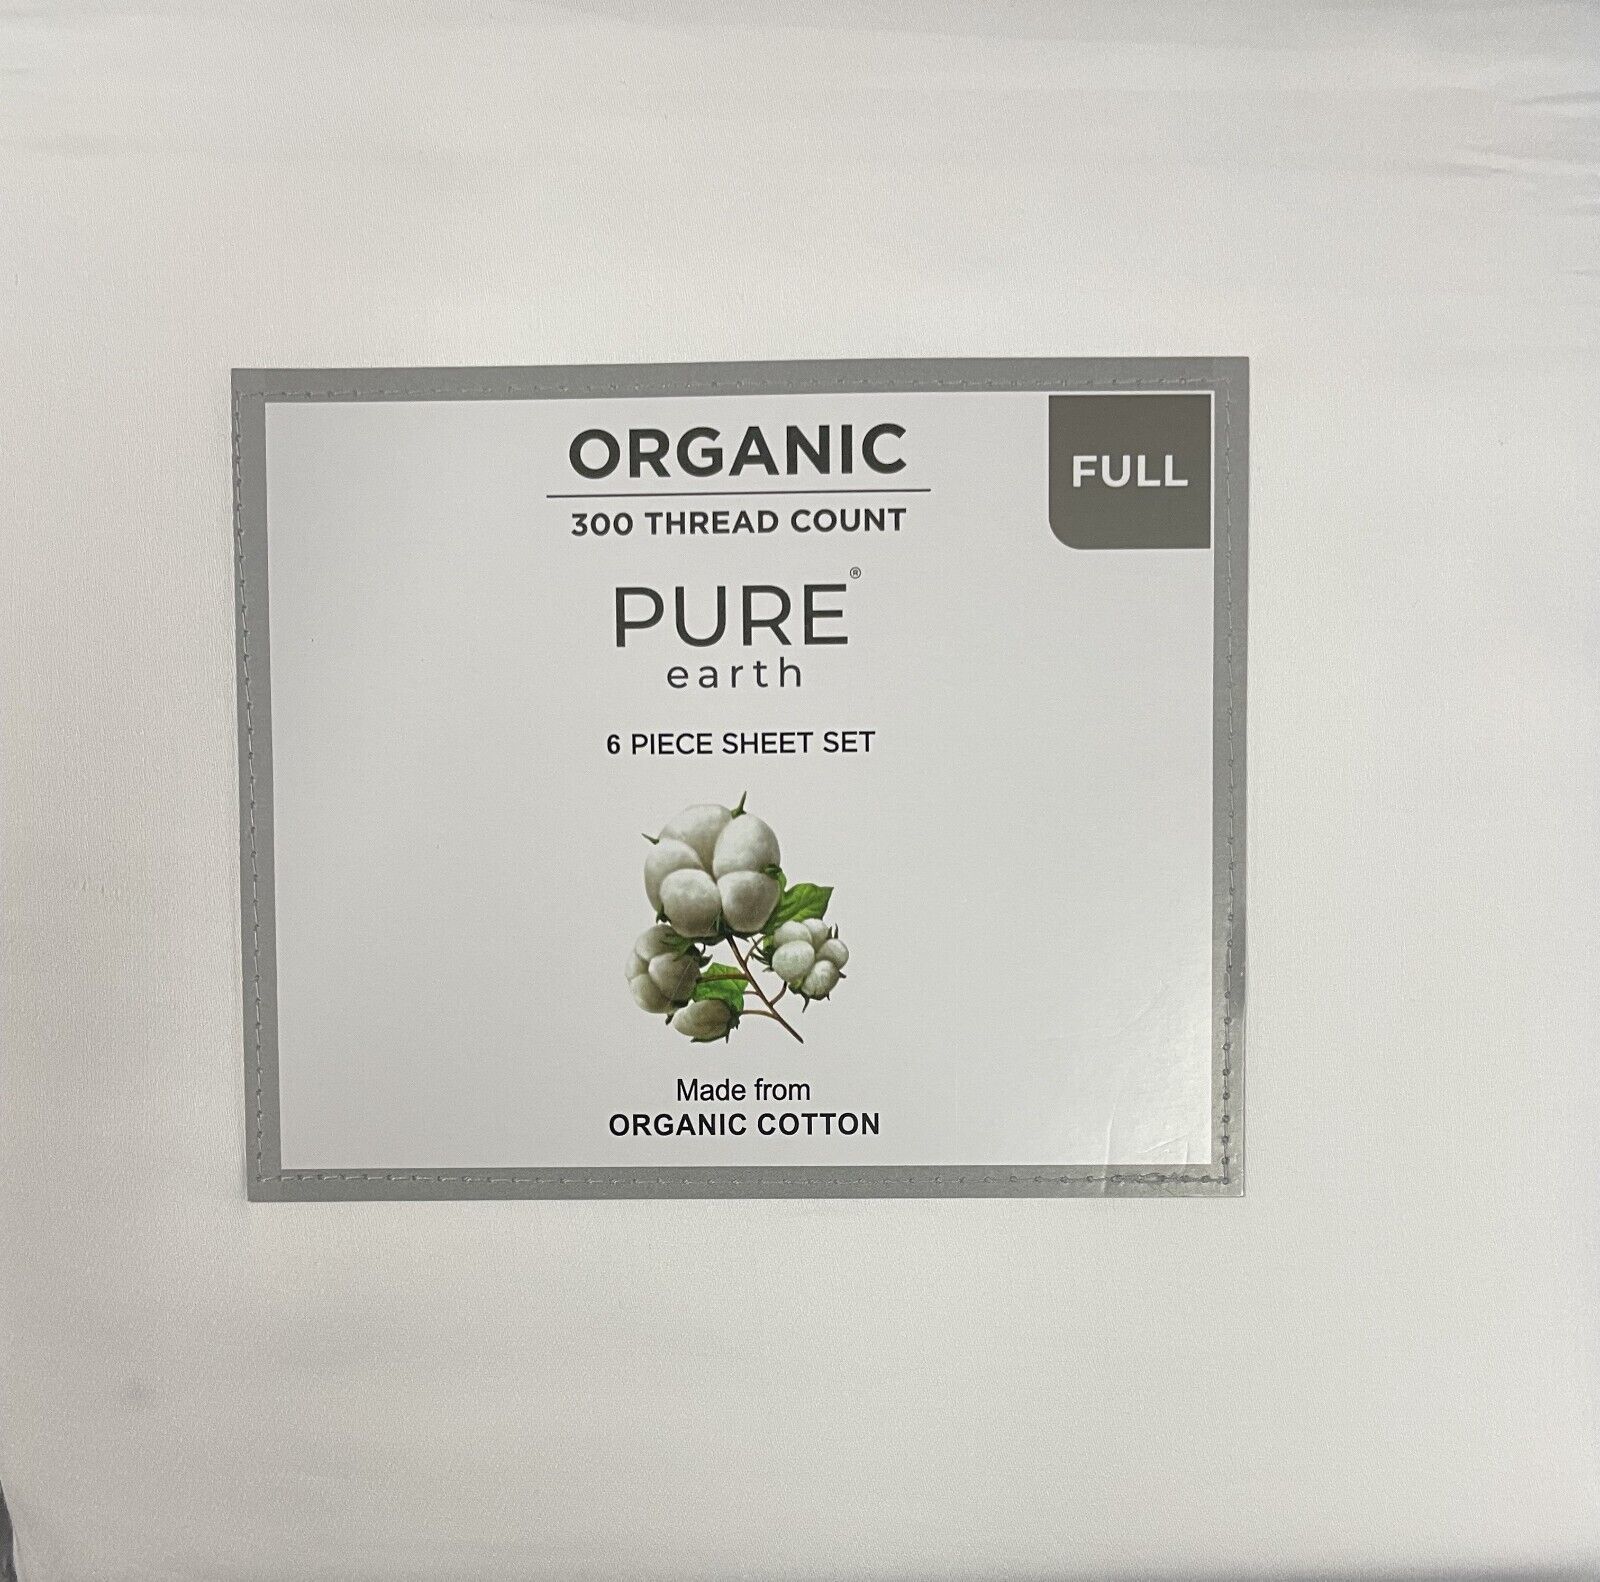 ORGANIC
FULL
300 THREAD COUNT
PURE®
earth
6 PIECE SHEET SET
Made from
ORGANIC COTTON